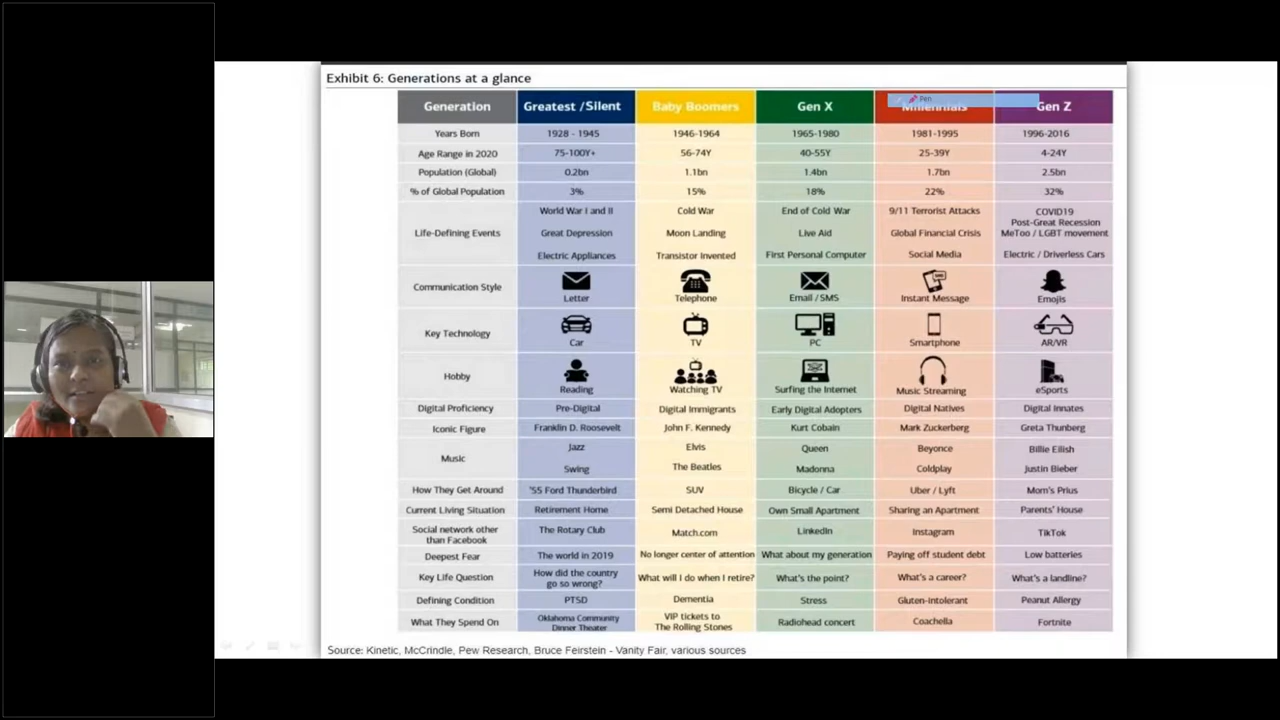 Exhibit 6: Generations at a glance
Pen
Generation Greatest /Silent Baby Boomers Gen X Millennials Gen Z
Years Born 1928 - 1945 1946-1964 1965-1980 1981-1995 1996-2016
Age Range in 2020 75-100Y+ 56-74Y 40-55Y 25-39Y 4-24Y
Population (Global) 0.2bn 1.1bn 1.4bn 1.7bn 2.5bn
% of Global Population 3% 15% 18% 22% 32%
Life-Defining Events
World War I and II Cold War End of Cold War 9/11 Terrorist Attacks COVID19
Post-Great Recession
Great Depression Moon Landing Live Aid Global Financial Crisis MeToo / LGBT movement
Electric Appliances Transistor Invented First Personal Computer Social Media Electric / Driverless Cars
Communication Style Letter Telephone Email / SMS Instant Message Emojis
Key Technology Car TV PC Smartphone AR/VR
Hobby Reading Watching TV Surfing the Internet Music Streaming eSports
Digital Proficiency Pre-Digital Digital Immigrants Early Digital Adopters Digital Natives Digital Innates
Iconic Figure Franklin D. Roosevelt John F. Kennedy Kurt Cobain Mark Zuckerberg Greta Thunberg
Music
Jazz Elvis Queen Beyonce Billie Eilish
Swing The Beatles Madonna Coldplay Justin Bieber
How They Get Around '55 Ford Thunderbird SUV Bicycle / Car Uber / Lyft Mom's Prius
Current Living Situation Retirement Home Semi Detached House Own Small Apartment Sharing an Apartment Parents' House
Social network other
than Facebook The Rotary Club Match.com LinkedIn Instagram TikTok
Deepest Fear The world in 2019 No longer center of attention What about my generation Paying off student debt Low batteries
Key Life Question How did the country
go so wrong? What will I do when I retire? What's the point? What's a career? What's a landline?
Defining Condition PTSD Dementia Stress Gluten-Intolerant Peanut Allergy
What They Spend On Oklahoma Community
Dinner Theater VIP tickets to
The Rolling Stones Radiohead concert Coachella Fortnite
Source: Kinetic, McCrindle, Pew Research, Bruce Feirstein - Vanity Fair, various sources